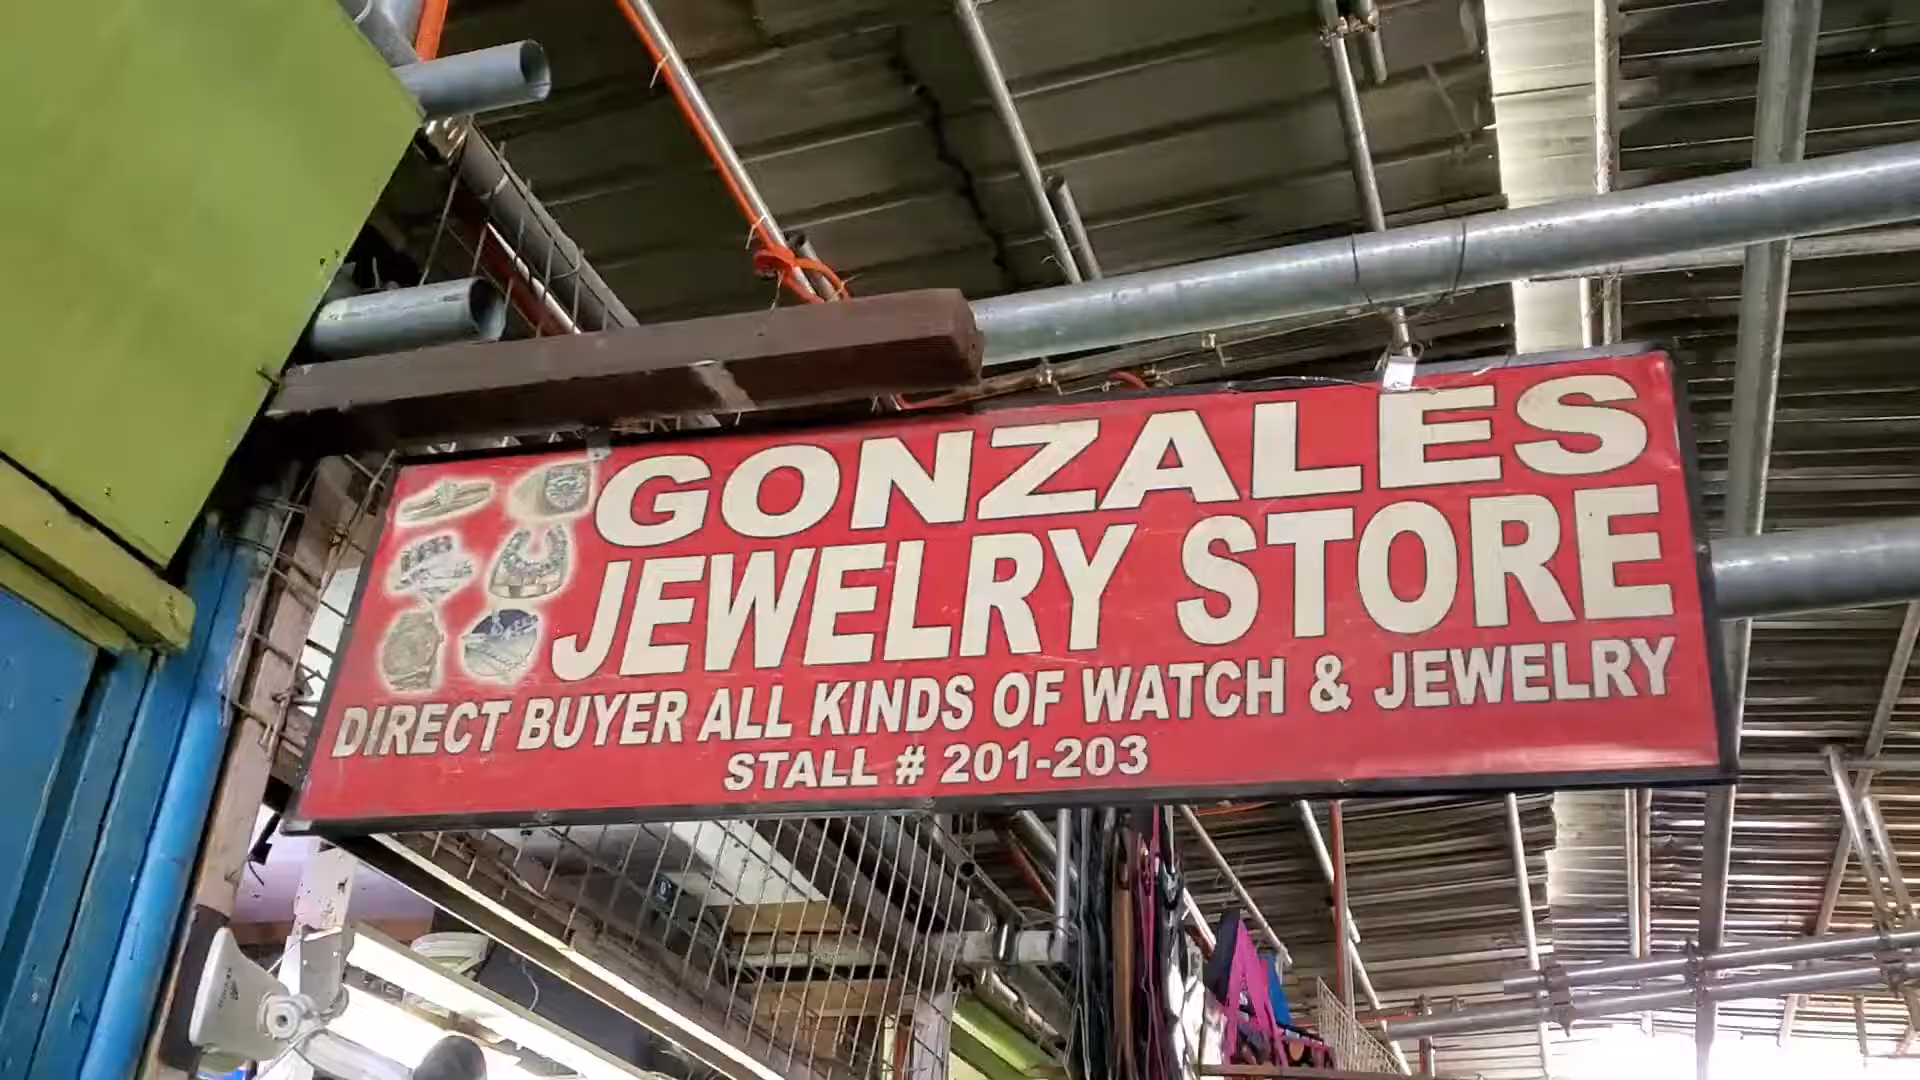 GONZALES
JEWELRY STORE
DIRECT BUYER ALL KINDS OF WATCH & JEWELRY
STALL # 201-203